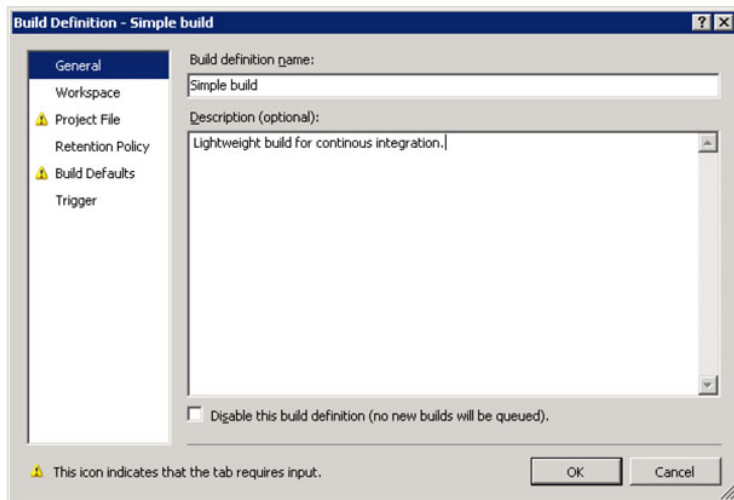 Build Definition - Simple build
General
Workspace
Project File
Retention Policy
Build Defaults
Trigger
Build definition name:
Simple build
Description (optional):
Lightweight build for continous integration.
Disable this build definition (no new builds will be queued).
This icon indicates that the tab requires input.
OK
Cancel